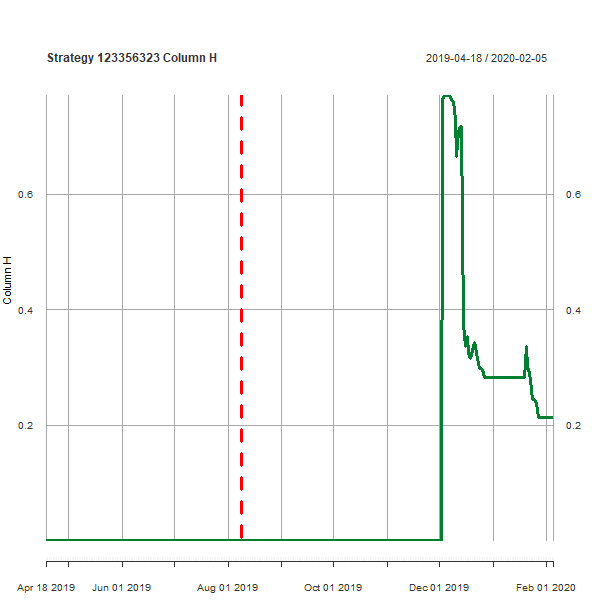 Strategy 123356323 Column H
2019-04-18 / 2020-02-05
Column H
0.6
0.6
0.4
0.4
0.2
0.2
Apr 18 2019
Jun 01 2019
Aug 01 2019
Oct 01 2019
Dec 01 2019
Feb 01 2020